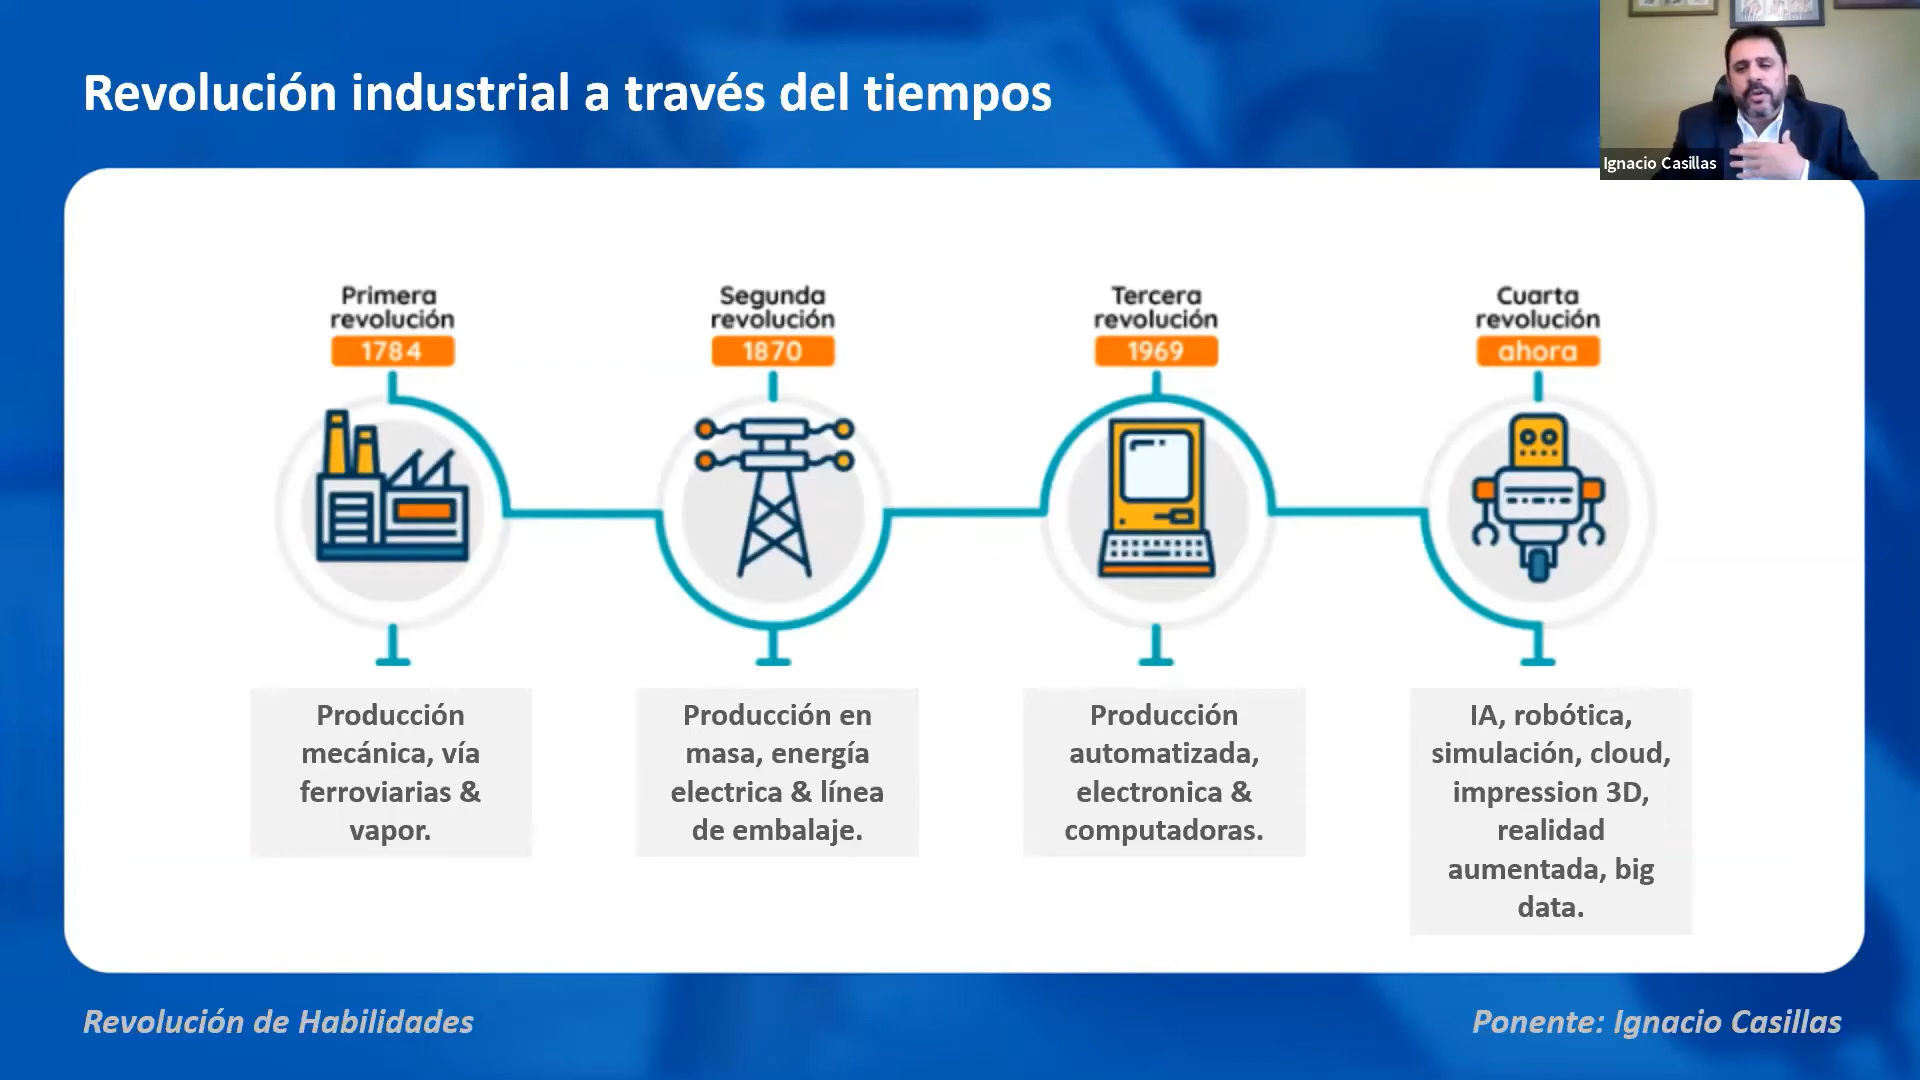 Revolución industrial a través del tiempos
Ignacio Casillas
Primera
revolución
1784
Segunda
revolución
1870
Tercera
revolución
1969
Cuarta
revolución
ahora
Producción
mecánica, vía
ferroviarias &
vapor.
Producción en
masa, energía
electrica & línea
de embalaje.
Producción
automatizada,
electronica &
computadoras.
IA, robótica,
simulación, cloud,
impression 3D,
realidad
aumentada, big
data.
Revolución de Habilidades
Ponente: Ignacio Casillas